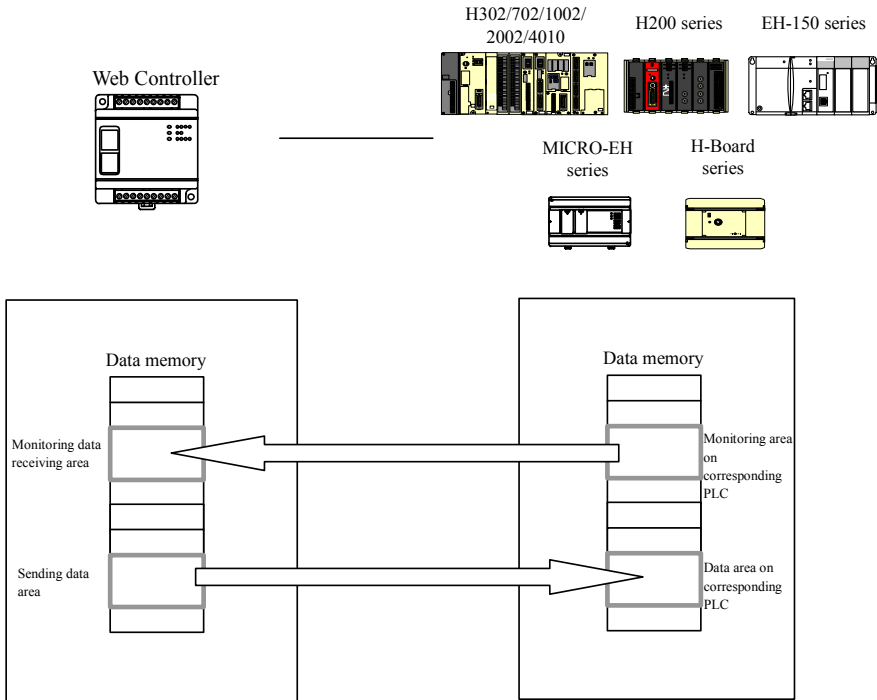 H302/702/1002/
2002/4010
H200 series
EH-150 series
Web Controller
MICRO-EH
series
H-Board
series
Data memory
Data memory
Monitoring data
receiving area
Monitoring area
on
corresponding
PLC
Sending data
area
Data area on
corresponding
PLC